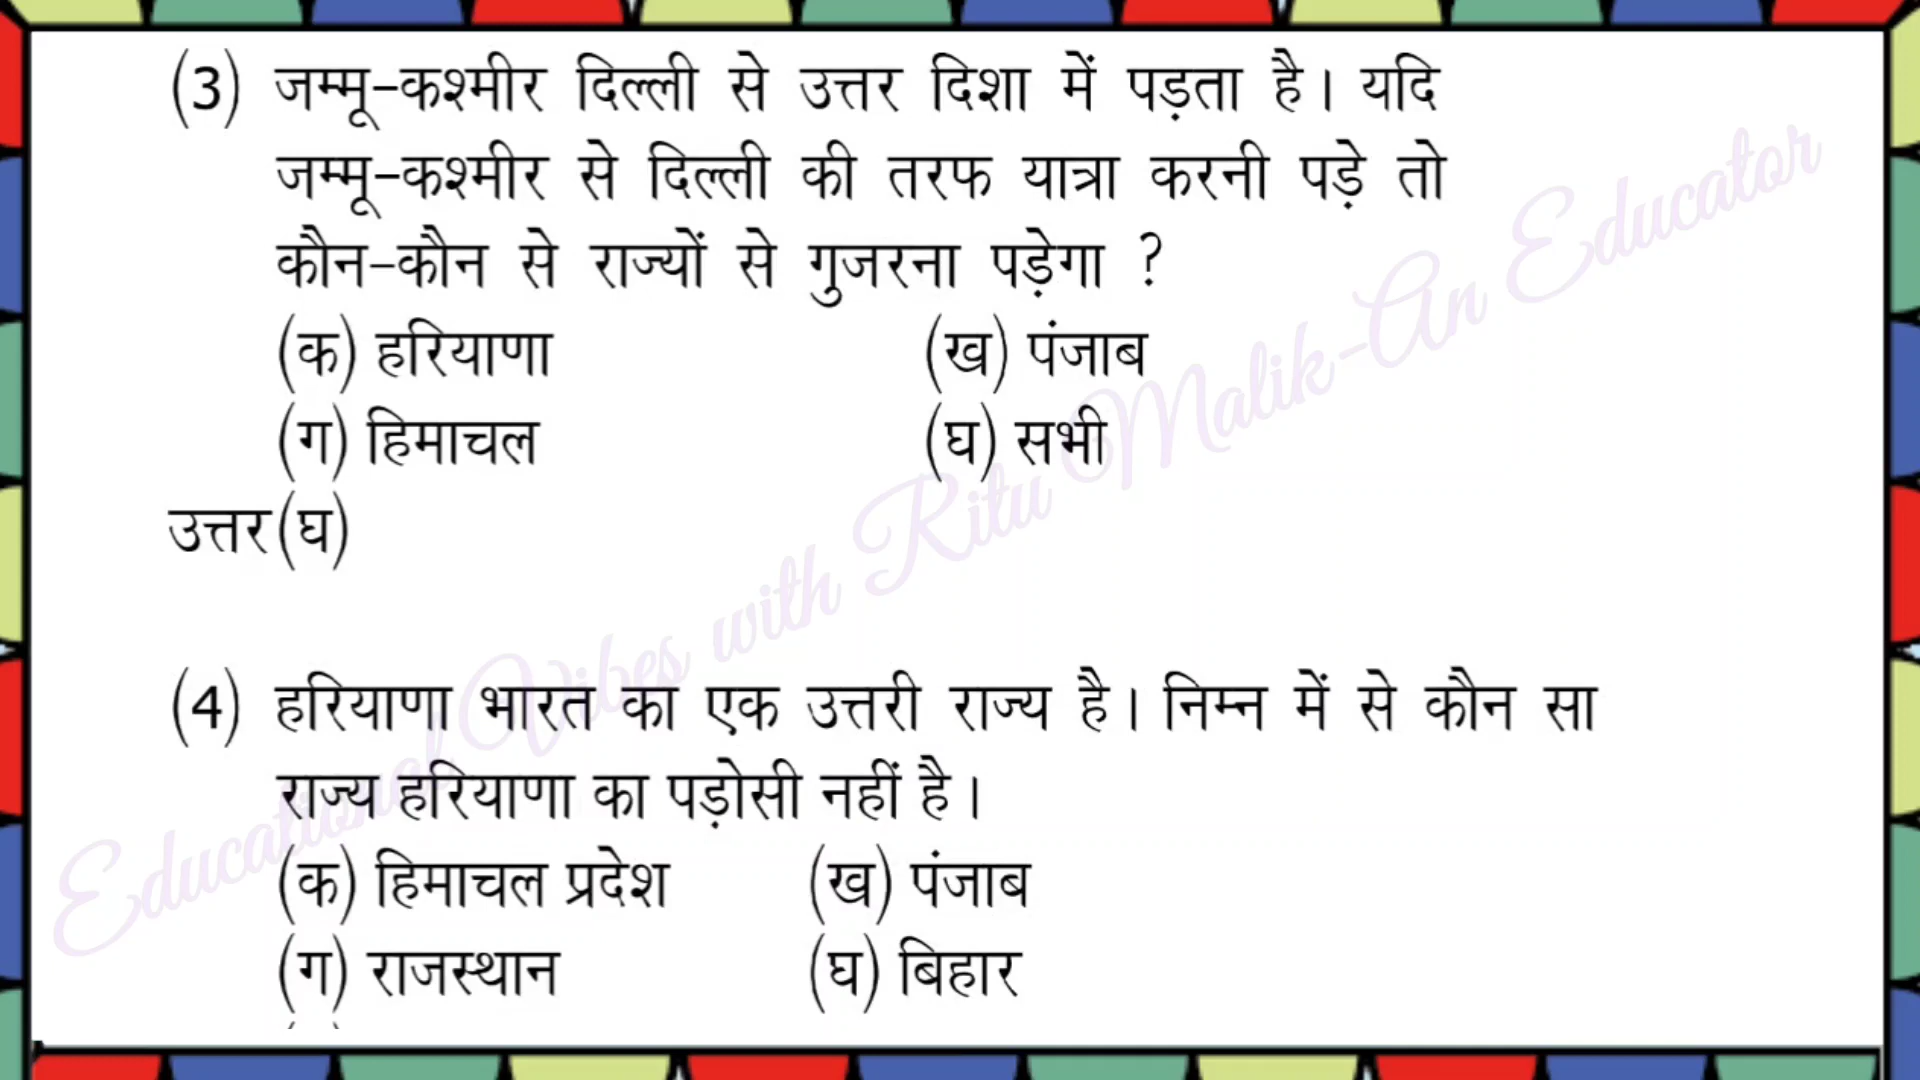 (3) जम्मू-कश्मीर दिल्ली से उत्तर दिशा में पड़ता है। यदि
जम्मू-कश्मीर से दिल्ली की तरफ यात्रा करनी पड़े तो
कौन-कौन से राज्यों से गुजरना पड़ेगा ?
(क) हरियाणा (ख) पंजाब
(ग) हिमाचल (घ) सभी
उत्तर(घ)
(4) हरियाणा भारत का एक उत्तरी राज्य है। निम्न में से कौन सा
राज्य हरियाणा का पड़ोसी नहीं है।
(क) हिमाचल प्रदेश (ख) पंजाब
(ग) राजस्थान (घ) बिहार
Educational Vibes with Ritu Malik-An Educator